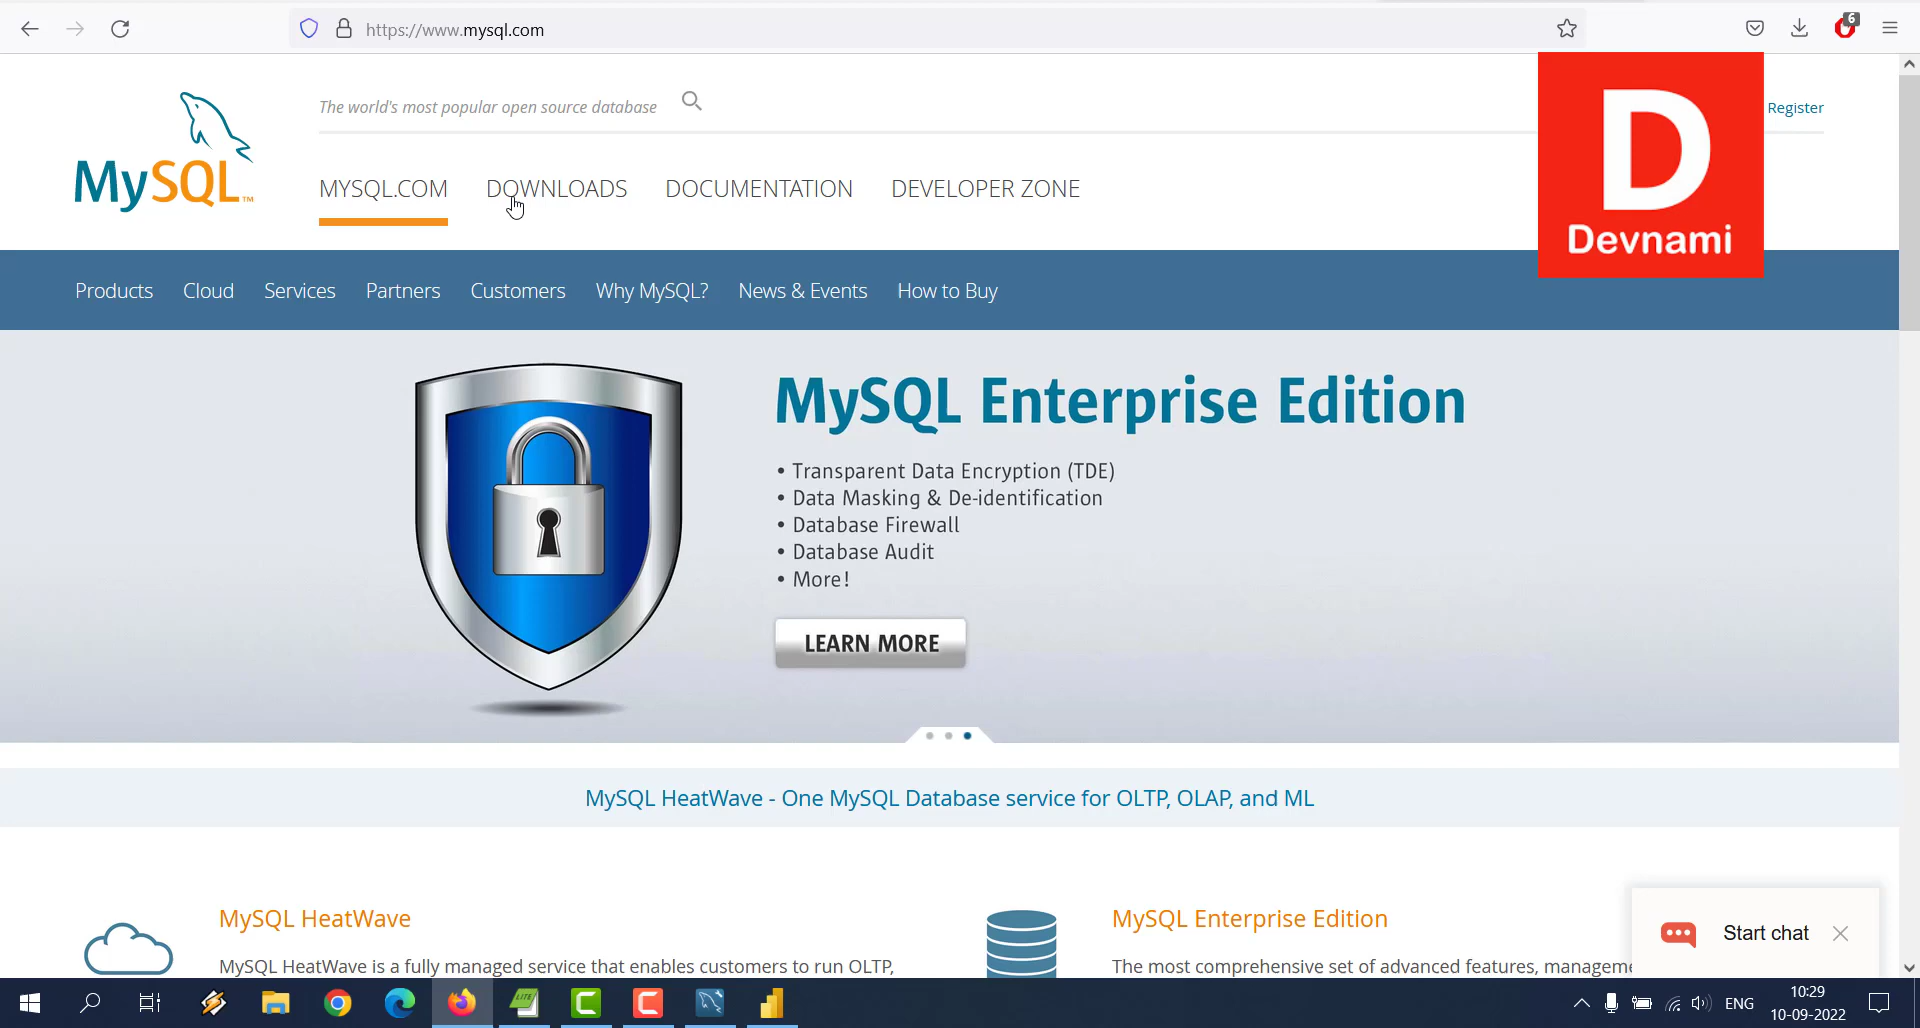 https://www.mysql.com
6
The world's most popular open source database
Register
MySQL™
MYSQL.COM DOWNLOADS DOCUMENTATION DEVELOPER ZONE
D
Devnami
Products Cloud Services Partners Customers Why MySQL? News & Events How to Buy
MySQL Enterprise Edition
• Transparent Data Encryption (TDE)
• Data Masking & De-identification
• Database Firewall
• Database Audit
• More!
LEARN MORE
MySQL HeatWave - One MySQL Database service for OLTP, OLAP, and ML
MySQL HeatWave
MySQL HeatWave is a fully managed service that enables customers to run OLTP,
MySQL Enterprise Edition
The most comprehensive set of advanced features, manageme
Start chat
LITE
ENG
10:29
10-09-2022